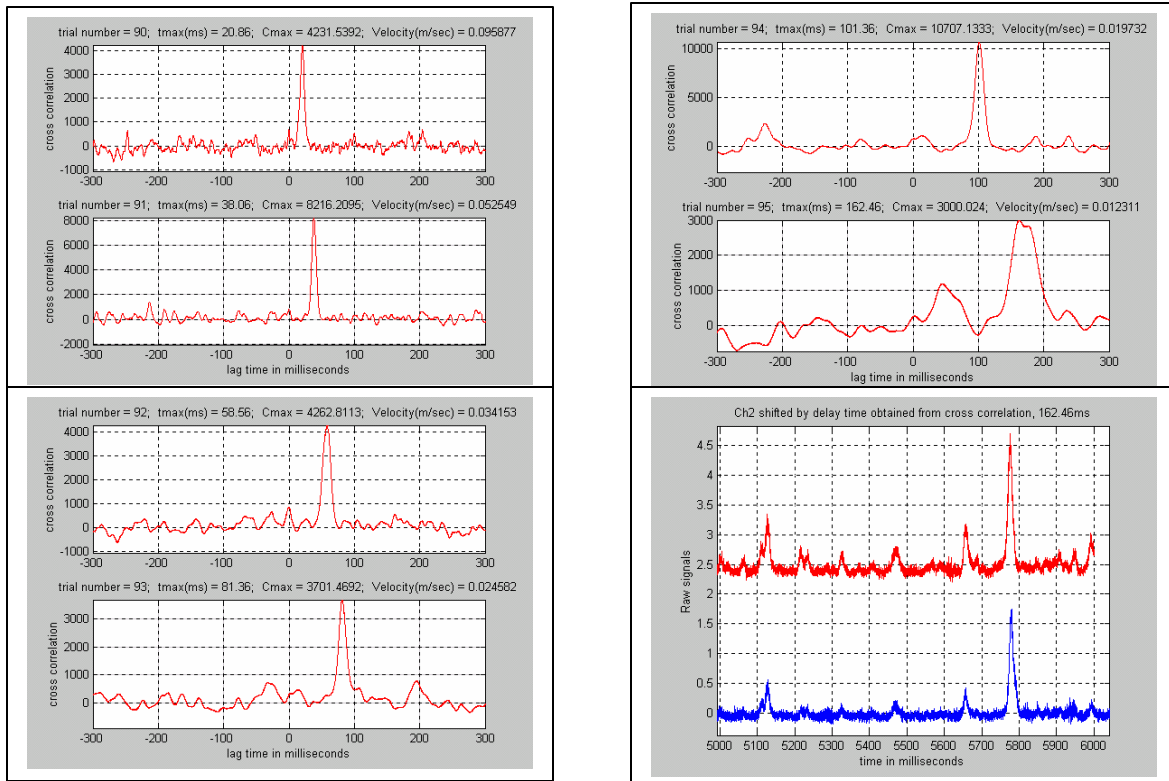 trial number = 90; tmax(ms) = 20.86; Cmax = 4231.5392; Velocity(m/sec) = 0.095877
4000
3000
2000
1000
0
-1000
cross correlation
-300 -200 -100 0 100 200 300
trial number = 91; tmax(ms) = 38.06; Cmax = 8216.2095; Velocity(m/sec) = 0.052549
8000
6000
4000
2000
0
-2000
cross correlation
-300 -200 -100 0 100 200 300
lag time in milliseconds
trial number = 94; tmax(ms) = 101.36; Cmax = 10707.1333; Velocity(m/sec) = 0.019732
10000
5000
0
cross correlation
-300 -200 -100 0 100 200 300
trial number = 95; tmax(ms) = 162.46; Cmax = 3000.024; Velocity(m/sec) = 0.012311
3000
2000
1000
0
cross correlation
-300 -200 -100 0 100 200 300
lag time in milliseconds
trial number = 92; tmax(ms) = 58.56; Cmax = 4262.8113; Velocity(m/sec) = 0.034153
4000
3000
2000
1000
0
-1000
cross correlation
-300 -200 -100 0 100 200 300
trial number = 93; tmax(ms) = 81.36; Cmax = 3701.4692; Velocity(m/sec) = 0.024582
3000
2000
1000
0
cross correlation
-300 -200 -100 0 100 200 300
lag time in milliseconds
Ch2 shifted by delay time obtained from cross correlation, 162.46ms
4.5
4
3.5
3
2.5
2
1.5
1
0.5
0
Raw signals
5000 5100 5200 5300 5400 5500 5600 5700 5800 5900 6000
time in milliseconds